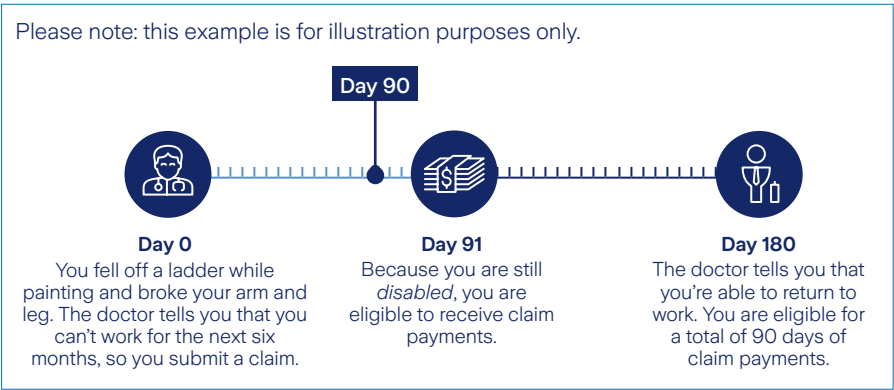 Please note: this example is for illustration purposes only.
Day 90
$
Day 0
You fell off a ladder while
painting and broke your arm and
leg. The doctor tells you that you
can’t work for the next six
months, so you submit a claim.
Day 91
Because you are still
disabled, you are
eligible to receive claim
payments.
Day 180
The doctor tells you that
you’re able to return to
work. You are eligible for
a total of 90 days of
claim payments.